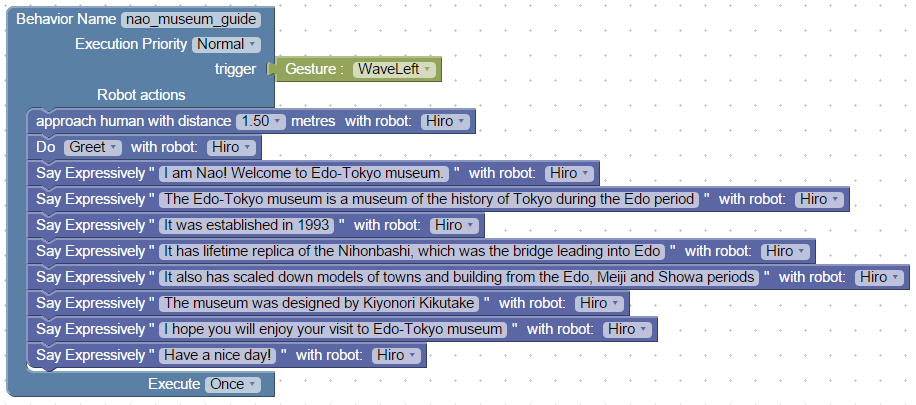 Behavior Name nao_museum_guide
Execution Priority Normal
trigger Gesture : WaveLeft
Robot actions
approach human with distance 1.50 metres with robot: Hiro
Do Greet with robot: Hiro
Say Expressively " I am Nao! Welcome to Edo-Tokyo museum. " with robot: Hiro
Say Expressively " The Edo-Tokyo museum is a museum of the history of Tokyo during the Edo period " with robot: Hiro
Say Expressively " It was established in 1993 " with robot: Hiro
Say Expressively " It has lifetime replica of the Nihonbashi, which was the bridge leading into Edo " with robot: Hiro
Say Expressively " It also has scaled down models of towns and building from the Edo, Meiji and Showa periods " with robot: Hiro
Say Expressively " The museum was designed by Kiyonori Kikutake " with robot: Hiro
Say Expressively " I hope you will enjoy your visit to Edo-Tokyo museum " with robot: Hiro
Say Expressively " Have a nice day! " with robot: Hiro
Execute Once